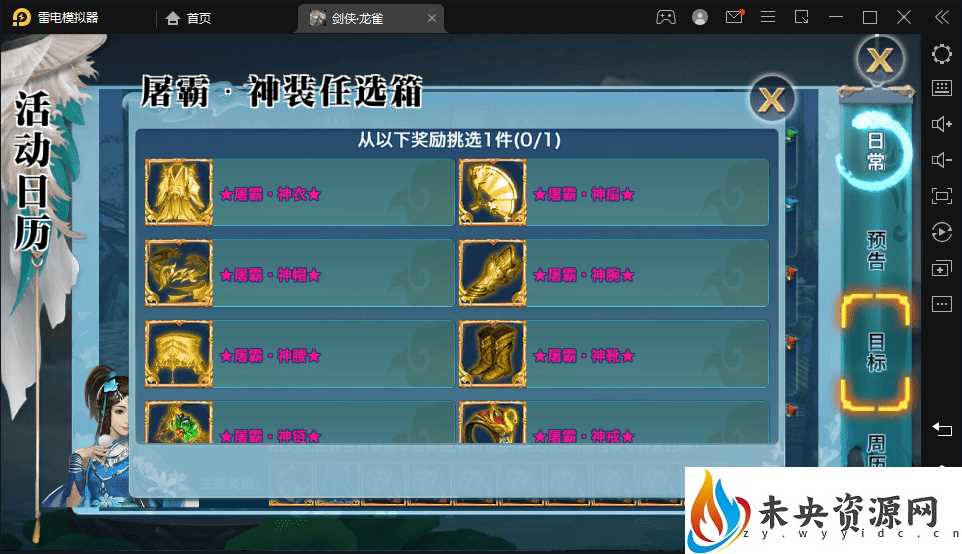 雷电模拟器
首页
剑侠·龙雀
活动日历
屠霸·神装任选箱
从以下奖励挑选1件(0/1)
★屠霸·神衣★
★屠霸·神扇★
★屠霸·神帽★
★屠霸·神腕★
★屠霸·神腰★
★屠霸·神靴★
★屠霸·神链★
★屠霸·神戒★
日常
预告
目标
周历
未央资源网
zy.wyyidc.cn